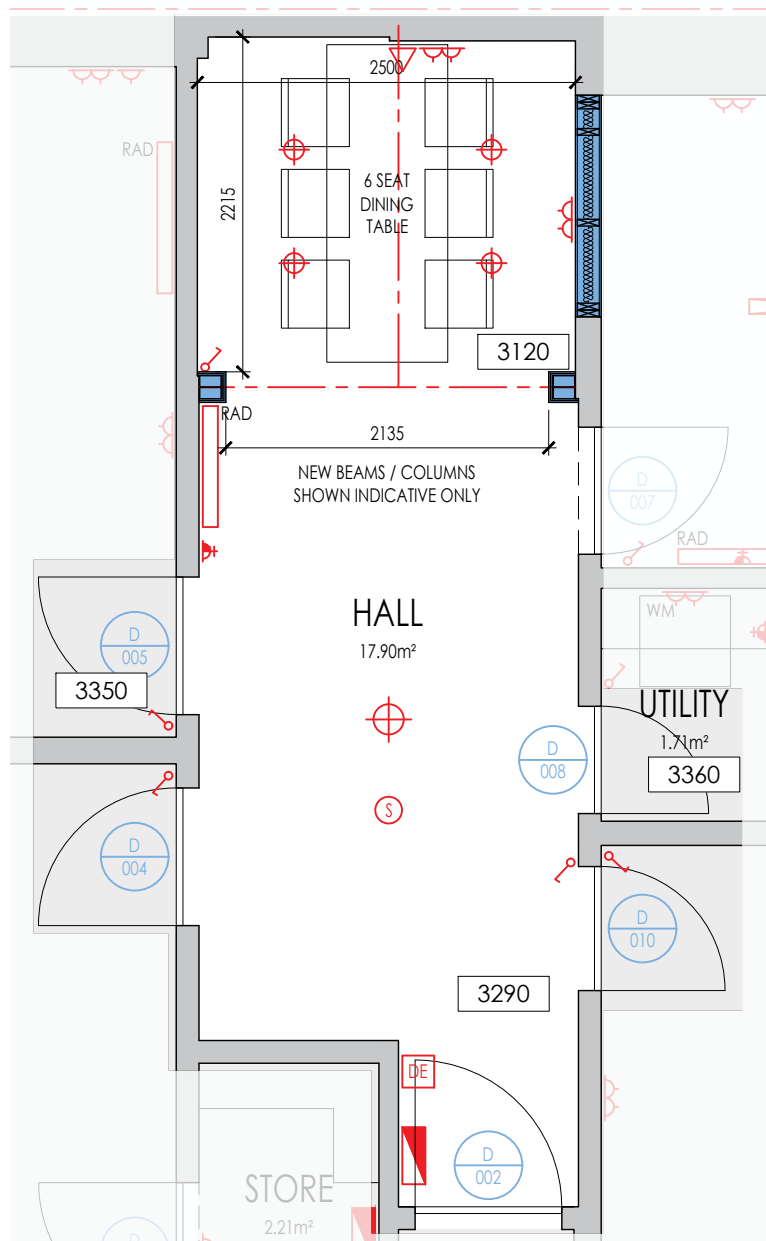 2500
RAD
2215
6 SEAT
DINING
TABLE
3120
RAD
2135
NEW BEAMS / COLUMNS
SHOWN INDICATIVE ONLY
D
007
RAD
HALL
17.90m²
WM
D
005
3350
UTILITY
1.71m²
D
008
3360
S
D
004
D
010
3290
DE
D
002
STORE
2.21m²
D